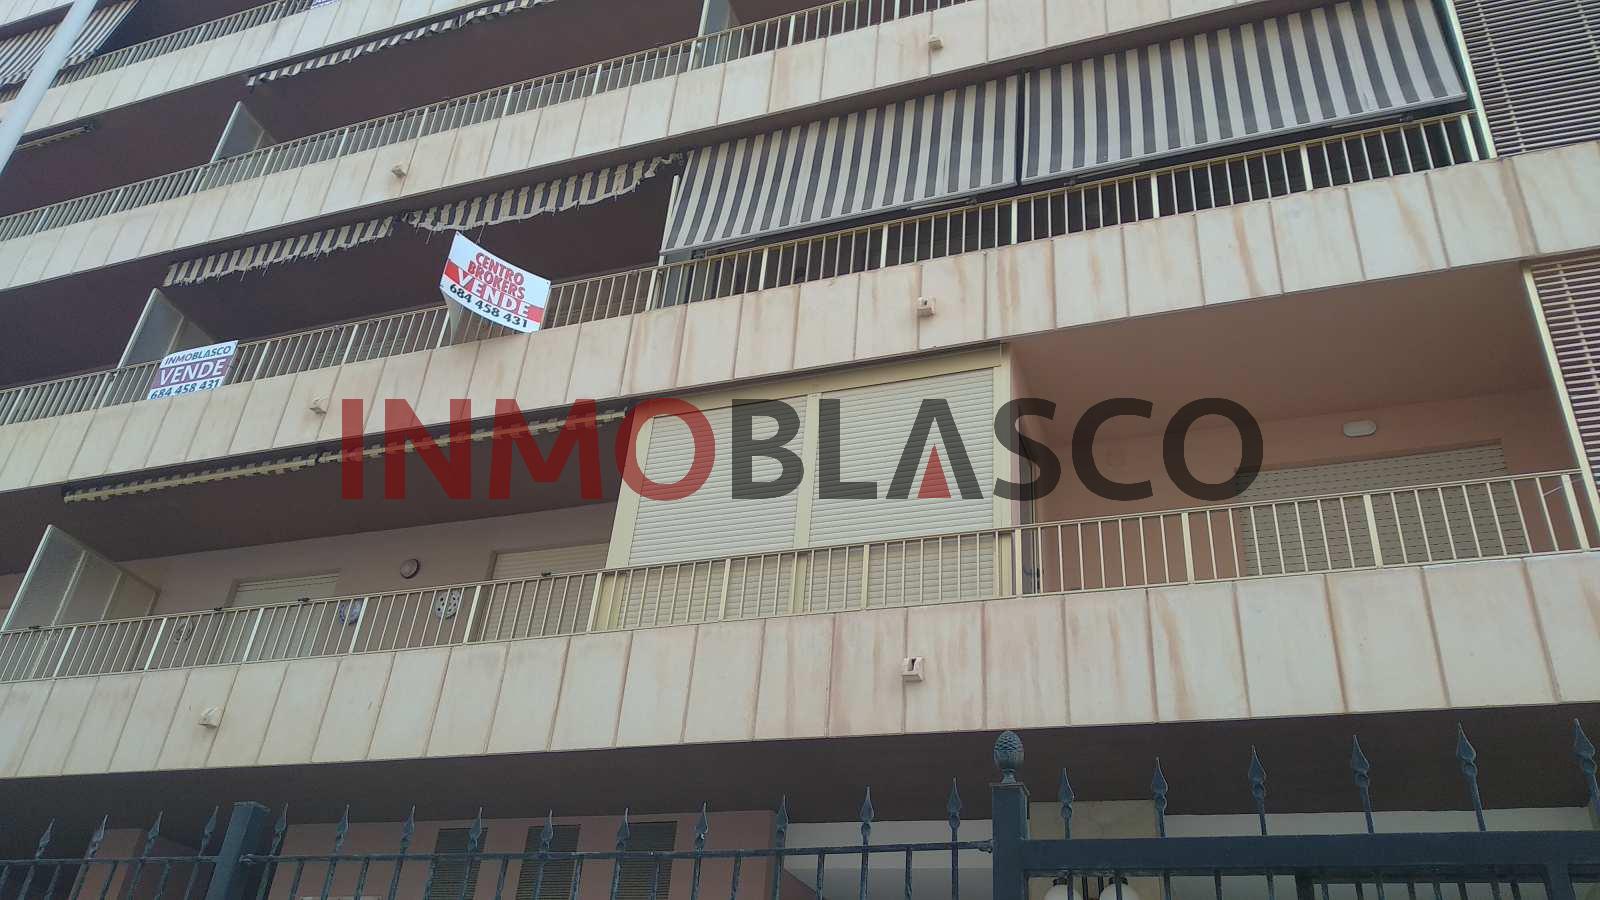 CENTRO
BROKERS
VENDE
684 458 431
INMOBLASCO
VENDE
684 458 431
INMOBLASCO